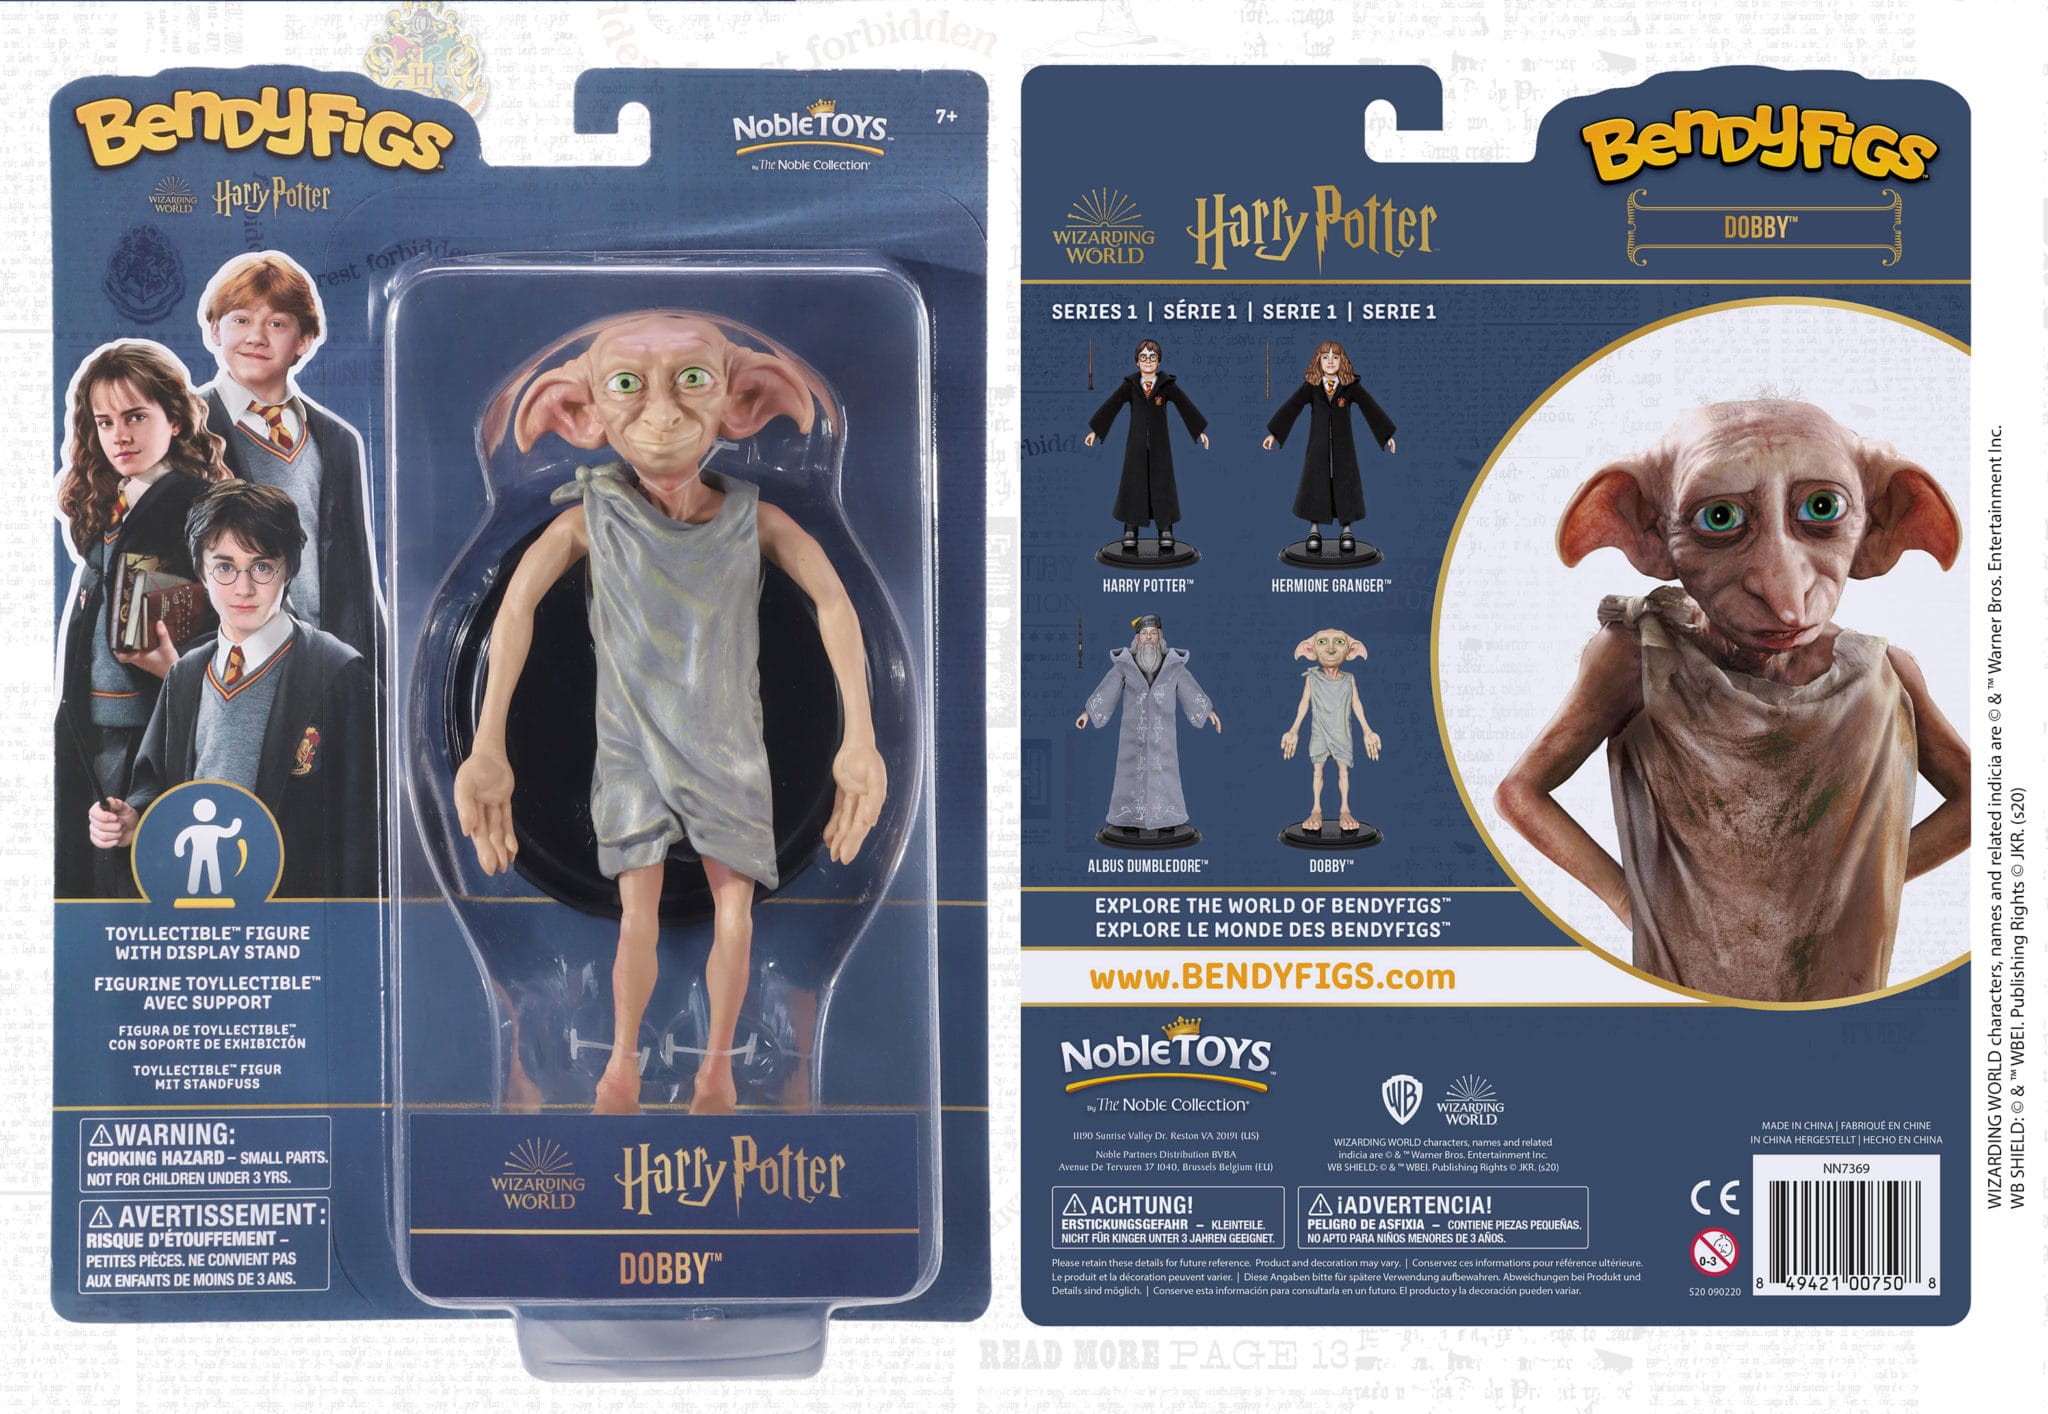 BendyFigs™
WIZARDING WORLD
Harry Potter
NobleToys™
By The Noble Collection®
7+
TOYLLECTIBLE™ FIGURE
WITH DISPLAY STAND
FIGURINE TOYLLECTIBLE™
AVEC SUPPORT
FIGURA DE TOYLLECTIBLE™
CON SOPORTE DE EXHIBICIÓN
TOYLLECTIBLE™ FIGUR
MIT STANDFUSS
WARNING:
CHOKING HAZARD – SMALL PARTS.
NOT FOR CHILDREN UNDER 3 YRS.
AVERTISSEMENT:
RISQUE D'ÉTOUFFEMENT –
PETITES PIÈCES. NE CONVIENT PAS
AUX ENFANTS DE MOINS DE 3 ANS.
WIZARDING WORLD
Harry Potter
DOBBY™
BendyFigs™
DOBBY™
WIZARDING WORLD
Harry Potter
SERIES 1 | SÉRIE 1 | SERIE 1 | SERIE 1
HARRY POTTER™
HERMIONE GRANGER™
ALBUS DUMBLEDORE™
DOBBY™
EXPLORE THE WORLD OF BENDYFIGS™
EXPLORE LE MONDE DES BENDYFIGS™
www.BENDYFIGS.com
NobleToys™
By The Noble Collection®
11190 Sunrise Valley Dr. Reston VA 20191 (US)
Noble Partners Distribution BVBA
Avenue De Tervuren 37 1040, Brussels Belgium (EU)
WB
WIZARDING WORLD
WIZARDING WORLD characters, names and related
indicia are © & ™ Warner Bros. Entertainment Inc.
WB SHIELD: © & ™ WBEI. Publishing Rights © JKR. (s20)
MADE IN CHINA | FABRIQUÉ EN CHINE
IN CHINA HERGESTELLT | HECHO EN CHINA
NN7369
8 49421 00750 8
CE
0-3
520 090220
ACHTUNG!
ERSTICKUNGSGEFAHR – KLEINTEILE.
NICHT FÜR KINGER UNTER 3 JAHREN GEEIGNET.
¡ADVERTENCIA!
PELIGRO DE ASFIXIA – CONTIENE PIEZAS PEQUEÑAS.
NO APTO PARA NIÑOS MENORES DE 3 AÑOS.
Please retain these details for future reference. Product and decoration may vary. | Conservez ces informations pour référence ultérieure.
Le produit et la décoration peuvent varier. | Diese Angaben bitte für spätere Verwendung aufbewahren. Abweichungen bei Produkt und
Details sind möglich. | Conserve esta información para consultarla en un futuro. El producto y la decoración pueden variar.
WIZARDING WORLD characters, names and related indicia are © & ™ Warner Bros. Entertainment Inc.
WB SHIELD: © & ™ WBEI. Publishing Rights © JKR. (s20)
READ MORE PAGE 13